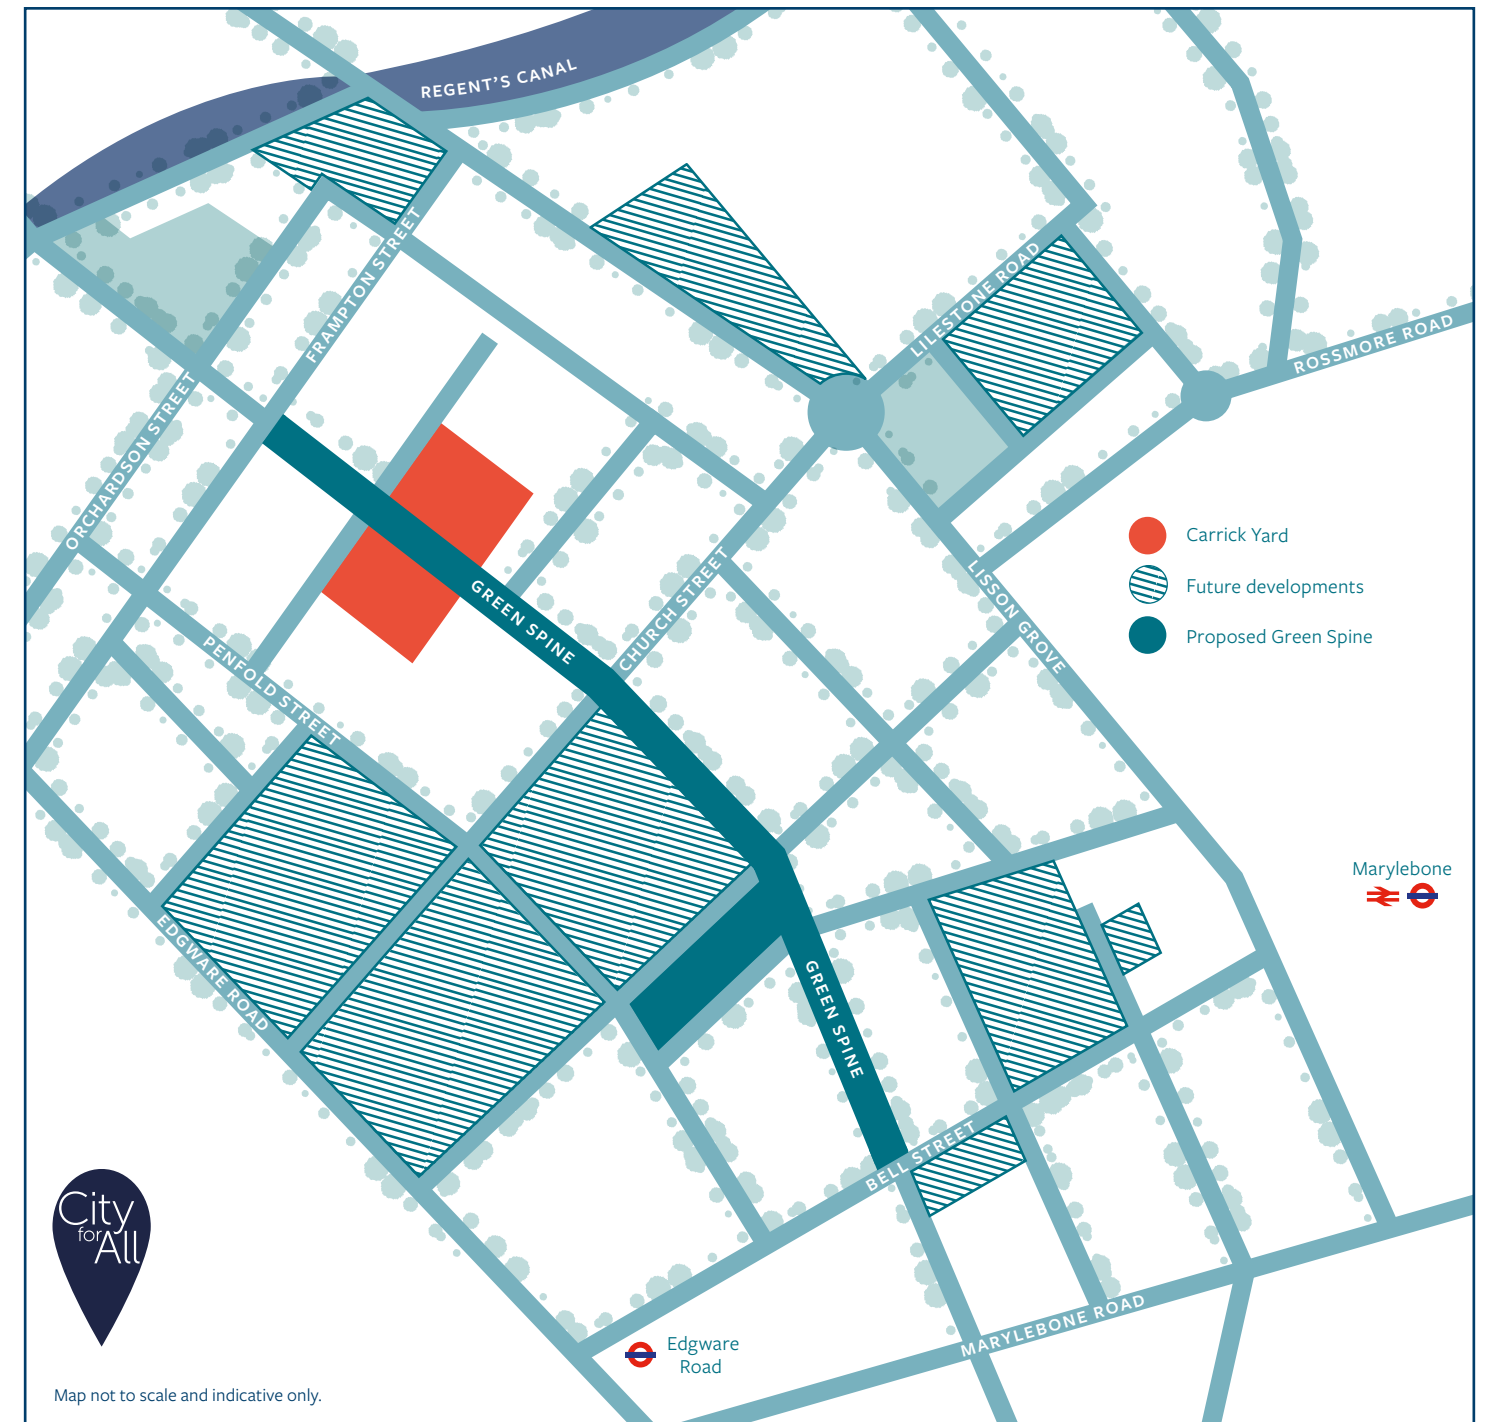 REGENT'S CANAL
FRAMPTON STREET
LILESTONE ROAD
ROSSMORE ROAD
ORCHARDSON STREET
Carrick Yard
Future developments
Proposed Green Spine
GREEN SPINE
CHURCH STREET
LISSON GROVE
PENFOLD STREET
Marylebone
EDGWARE ROAD
GREEN SPINE
BELL STREET
City
for
All
MARYLEBONE ROAD
Edgware
Road
Map not to scale and indicative only.